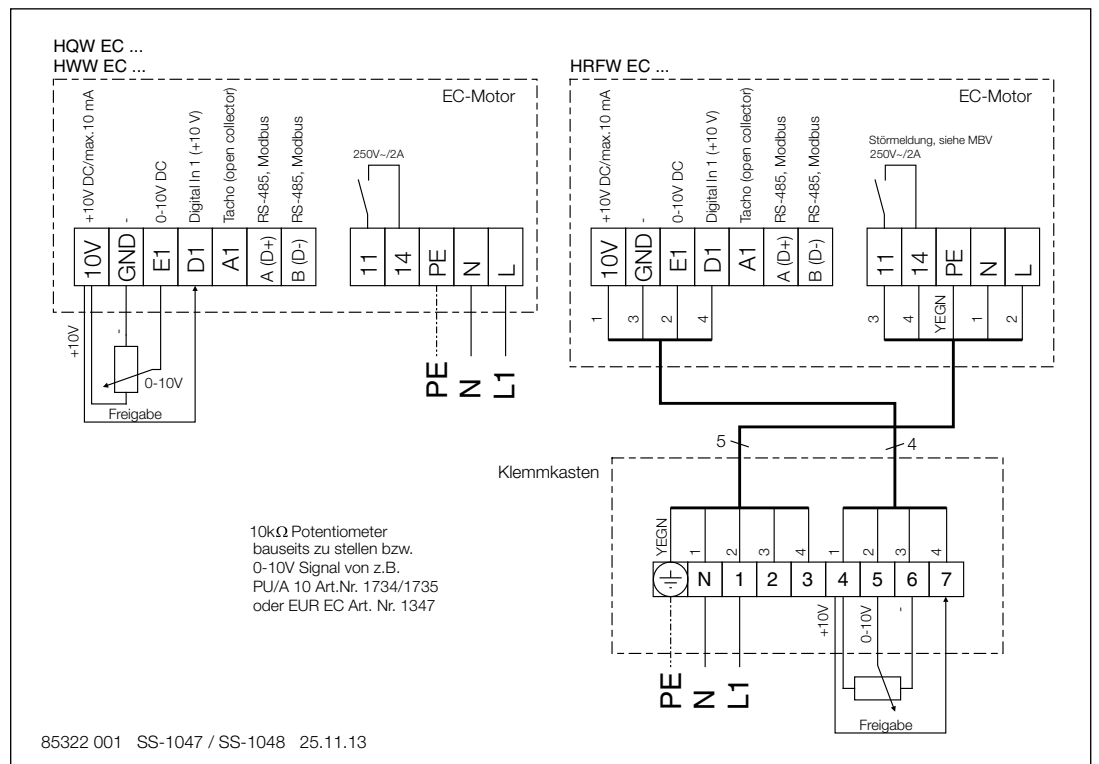 HQW EC ...
HWW EC ...
EC-Motor
+10V DC/max.10 mA
-
0-10V DC
Digital In 1 (+10 V)
Tacho (open collector)
RS-485, Modbus
RS-485, Modbus
250V~/2A
10V
GND
E1
D1
A1
A (D+)
B (D-)
11
14
PE
N
L
+10V
-
0-10V
Freigabe
PE
N
L1
10kΩ Potentiometer
bauseits zu stellen bzw.
0-10V Signal von z.B.
PU/A 10 Art.Nr. 1734/1735
oder EUR EC Art. Nr. 1347
HRFW EC ...
EC-Motor
+10V DC/max.10 mA
-
0-10V DC
Digital In 1 (+10 V)
Tacho (open collector)
RS-485, Modbus
RS-485, Modbus
Störmeldung, siehe MBV
250V~/2A
10V
GND
E1
D1
A1
A (D+)
B (D-)
11
14
PE
N
L
1
3
2
4
3
4
YEGN
1
2
5
4
Klemmkasten
YEGN
1
2
3
4
1
2
3
4
N
1
2
3
4
5
6
7
+10V
0-10V
-
PE
N
L1
Freigabe
85322 001 SS-1047 / SS-1048 25.11.13